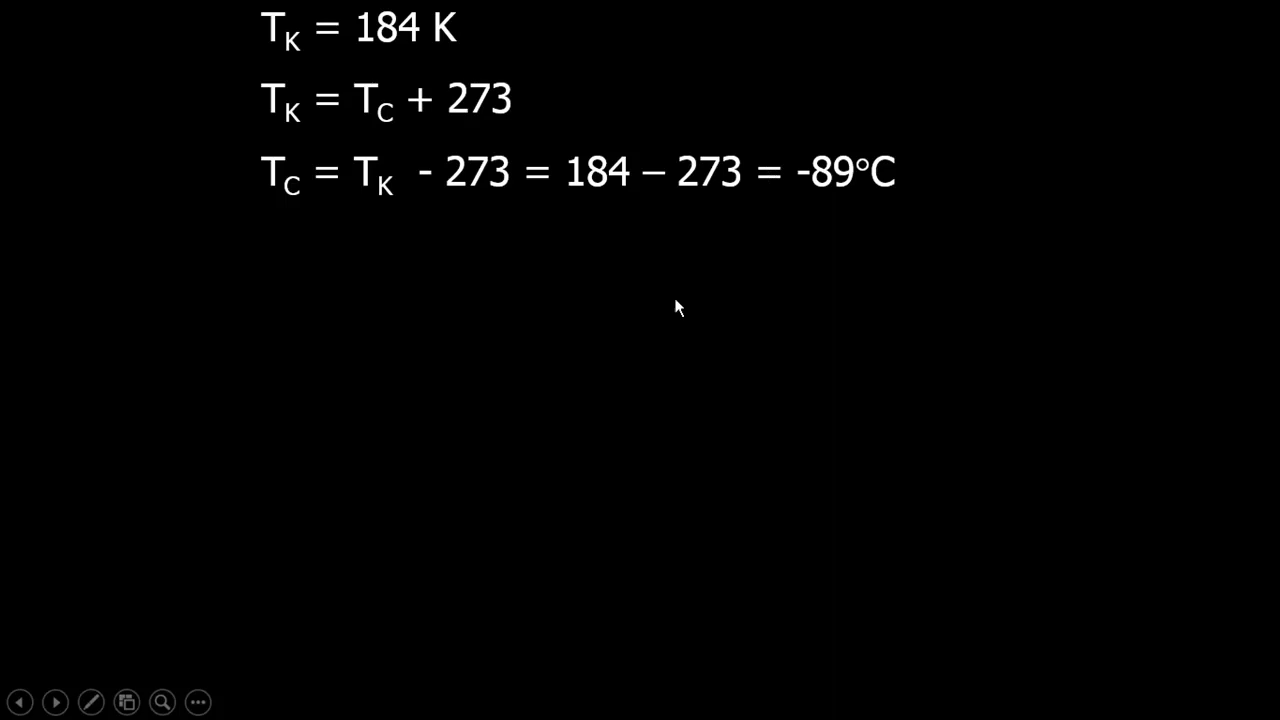 T_K = 184 K
T_K = T_C + 273
T_C = T_K - 273 = 184 – 273 = -89°C